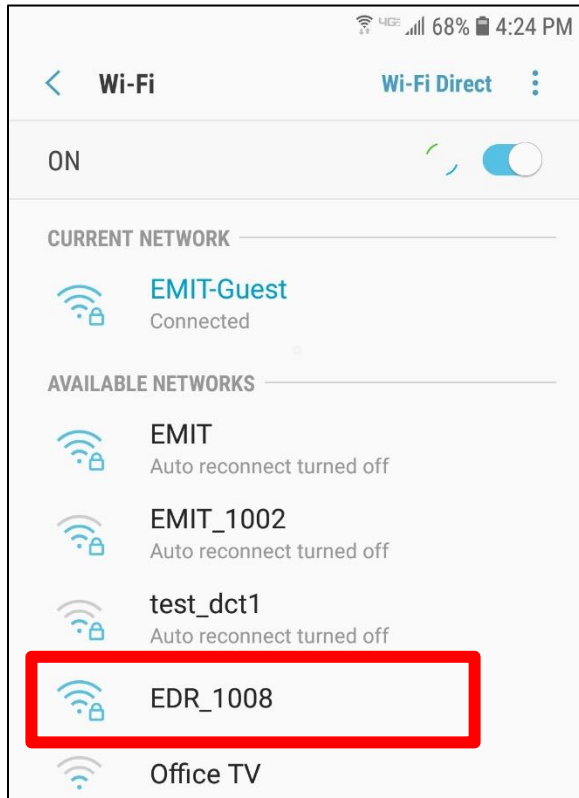 4GE 68% 4:24 PM
Wi-Fi Wi-Fi Direct
ON
CURRENT NETWORK
EMIT-Guest
Connected
AVAILABLE NETWORKS
EMIT
Auto reconnect turned off
EMIT_1002
Auto reconnect turned off
test_dct1
Auto reconnect turned off
EDR_1008
Office TV